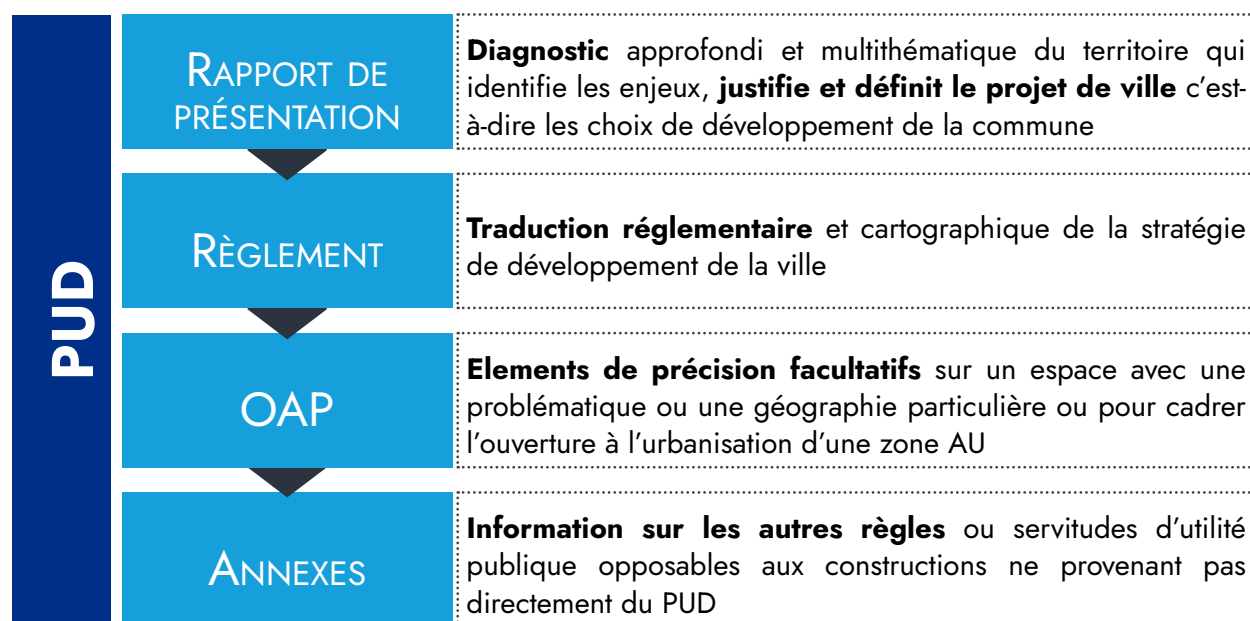 PUD
RAPPORT DE
PRÉSENTATION
Diagnostic approfondi et multithématique du territoire qui
identifie les enjeux, justifie et définit le projet de ville c'est-
à-dire les choix de développement de la commune
RÈGLEMENT
Traduction réglementaire et cartographique de la stratégie
de développement de la ville
OAP
Elements de précision facultatifs sur un espace avec une
problématique ou une géographie particulière ou pour cadrer
l'ouverture à l'urbanisation d'une zone AU
ANNEXES
Information sur les autres règles ou servitudes d'utilité
publique opposables aux constructions ne provenant pas
directement du PUD